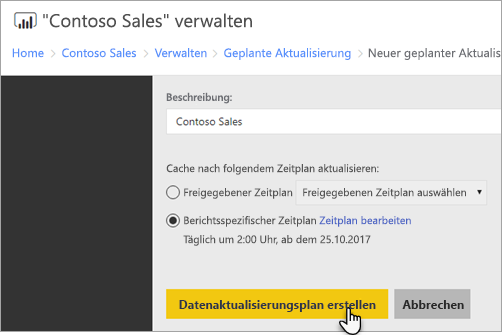 "Contoso Sales" verwalten
Home > Contoso Sales > Verwalten > Geplante Aktualisierung > Neuer geplanter Aktualis
Beschreibung:
Contoso Sales
Cache nach folgendem Zeitplan aktualisieren:
Freigegebener Zeitplan Freigegebenen Zeitplan auswählen
Berichtsspezifischer Zeitplan Zeitplan bearbeiten
Täglich um 2:00 Uhr, ab dem 25.10.2017
Datenaktualisierungsplan erstellen Abbrechen